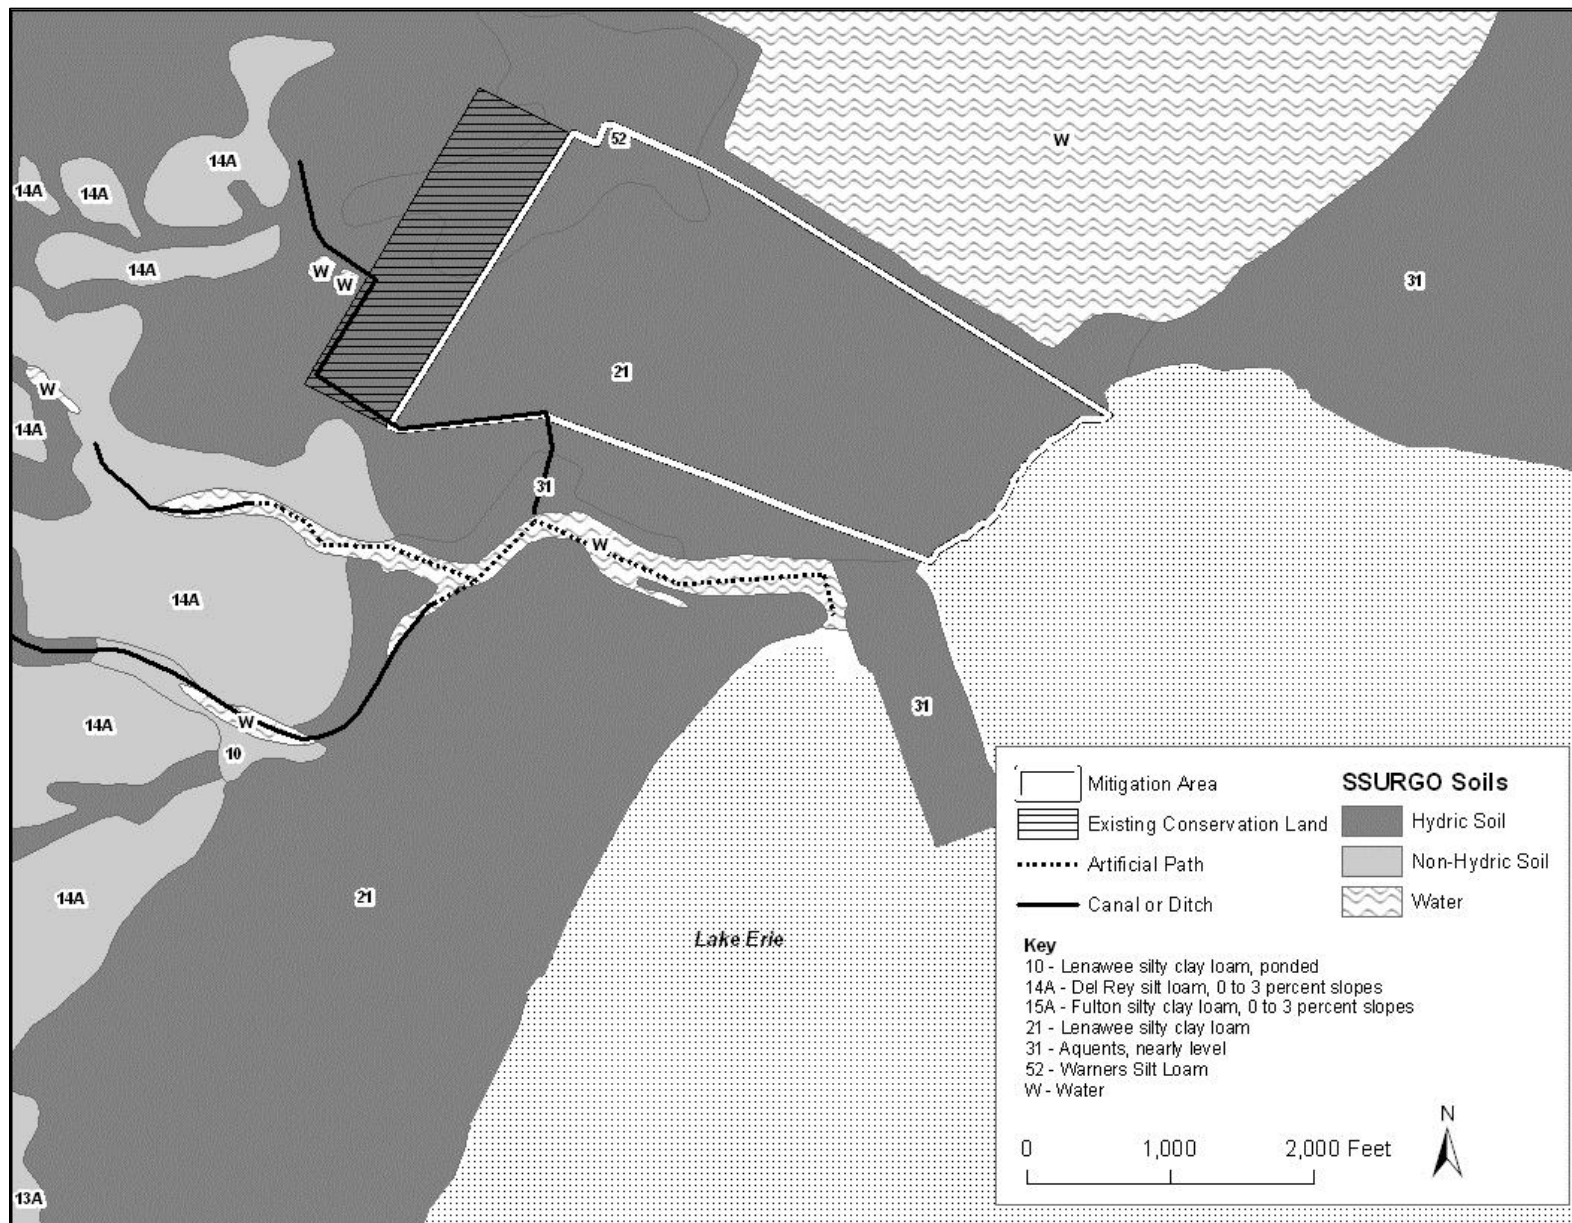 52
W
14A
14A
14A
14A
W
W
31
21
W
14A
31
W
14A
14A
W
10
31
14A
21
Lake Erie
13A
Mitigation Area
Existing Conservation Land
Artificial Path
Canal or Ditch
SSURGO Soils
Hydric Soil
Non-Hydric Soil
Water
Key
10 - Lenawee silty clay loam, ponded
14A - Del Rey silt loam, 0 to 3 percent slopes
15A - Fulton silty clay loam, 0 to 3 percent slopes
21 - Lenawee silty clay loam
31 - Aquents, nearly level
52 - Warners Silt Loam
W - Water
N
0 1,000 2,000 Feet